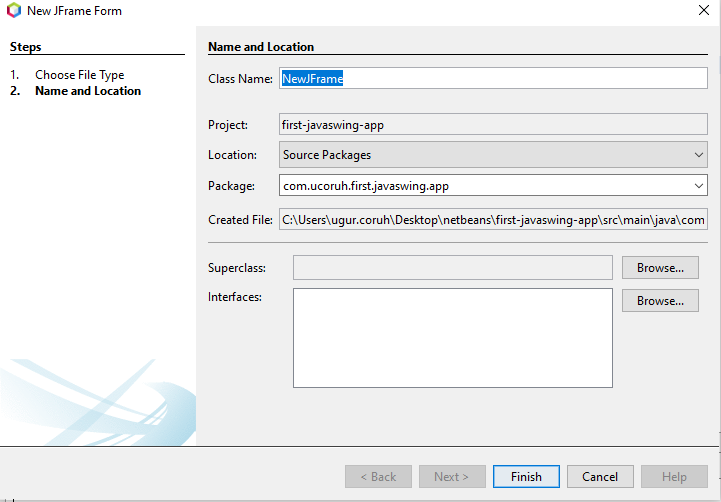 New JFrame Form
Steps
1. Choose File Type
2. Name and Location
Name and Location
Class Name: NewJFrame
Project: first-javaswing-app
Location: Source Packages
Package: com.ucoruh.first.javaswing.app
Created File: C:\Users\ugur.coruh\Desktop\netbeans\first-javaswing-app\src\main\java\com
Superclass: Browse...
Interfaces: Browse...
< Back Next > Finish Cancel Help